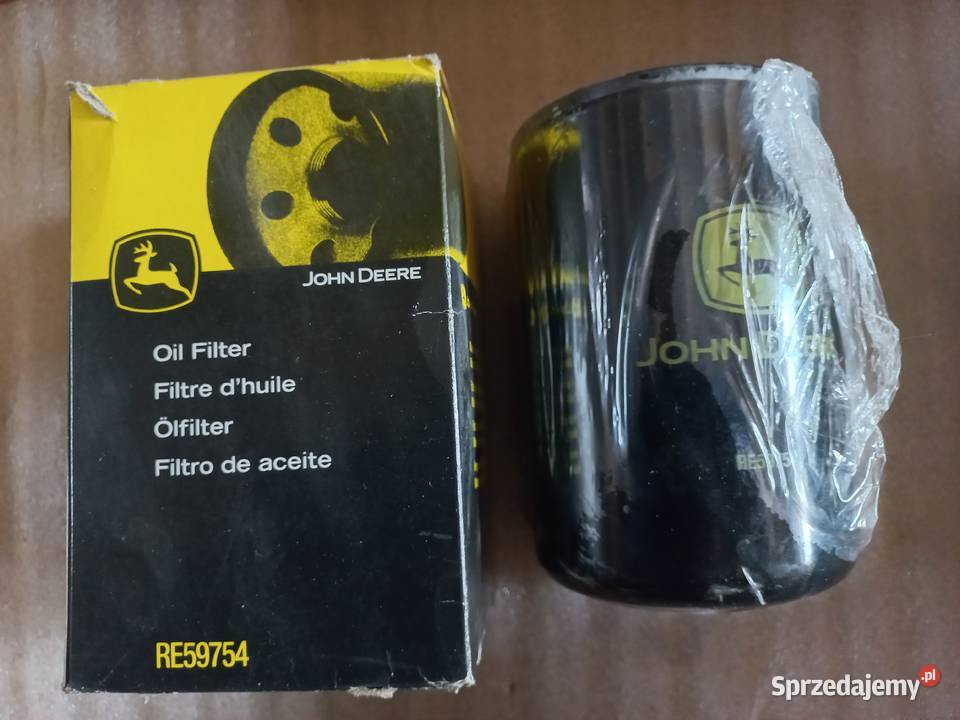 JOHN DEERE
Oil Filter
Filtre d'huile
Ölfilter
Filtro de aceite
RE59754
JOHN DEERE
Sprzedajemy.pl